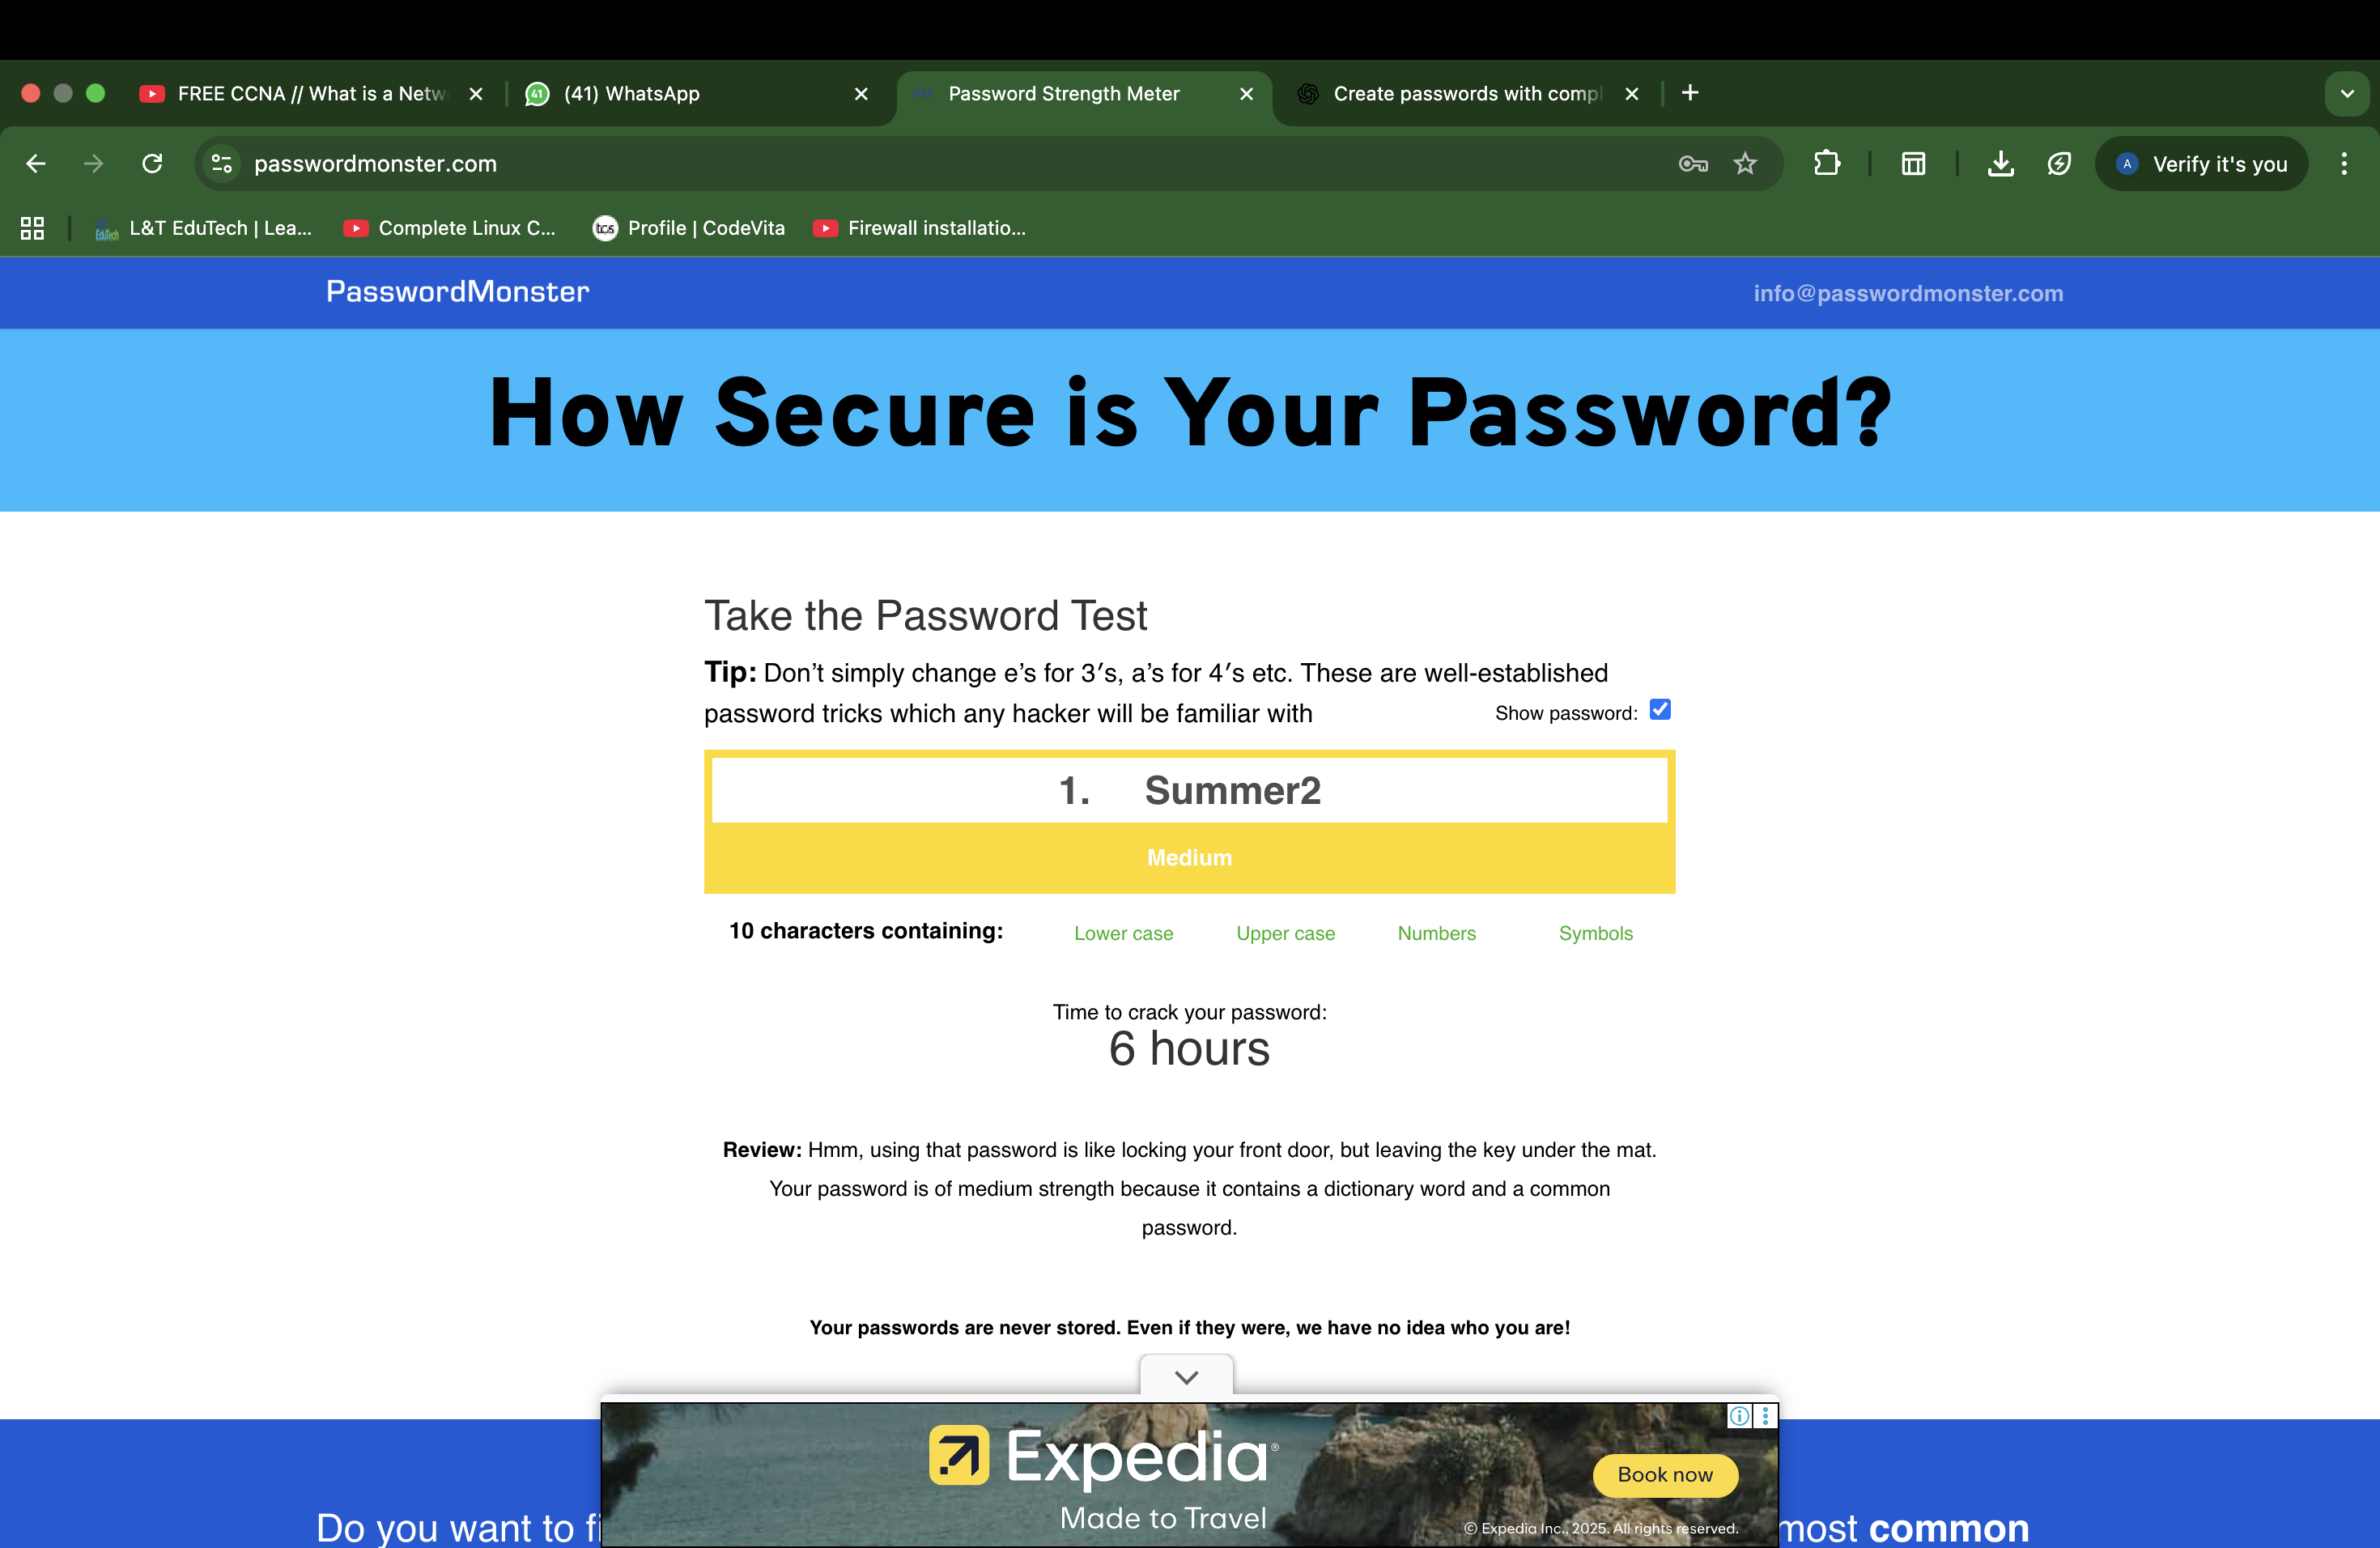 FREE CCNA // What is a Netw
(41) WhatsApp
Password Strength Meter
Create passwords with compl
passwordmonster.com
A
Verify it's you
L&T EduTech | Lea...
Complete Linux C...
Profile | CodeVita
Firewall installatio...
PasswordMonster
info@passwordmonster.com
How Secure is Your Password?
Take the Password Test
Tip: Don’t simply change e’s for 3′s, a’s for 4′s etc. These are well-established
password tricks which any hacker will be familiar with
Show password:
1. Summer2
Medium
10 characters containing:
Lower case
Upper case
Numbers
Symbols
Time to crack your password:
6 hours
Review: Hmm, using that password is like locking your front door, but leaving the key under the mat.
Your password is of medium strength because it contains a dictionary word and a common
password.
Your passwords are never stored. Even if they were, we have no idea who you are!
Expedia®
Made to Travel
Book now
© Expedia Inc., 2025. All rights reserved.
Do you want to fi
most common